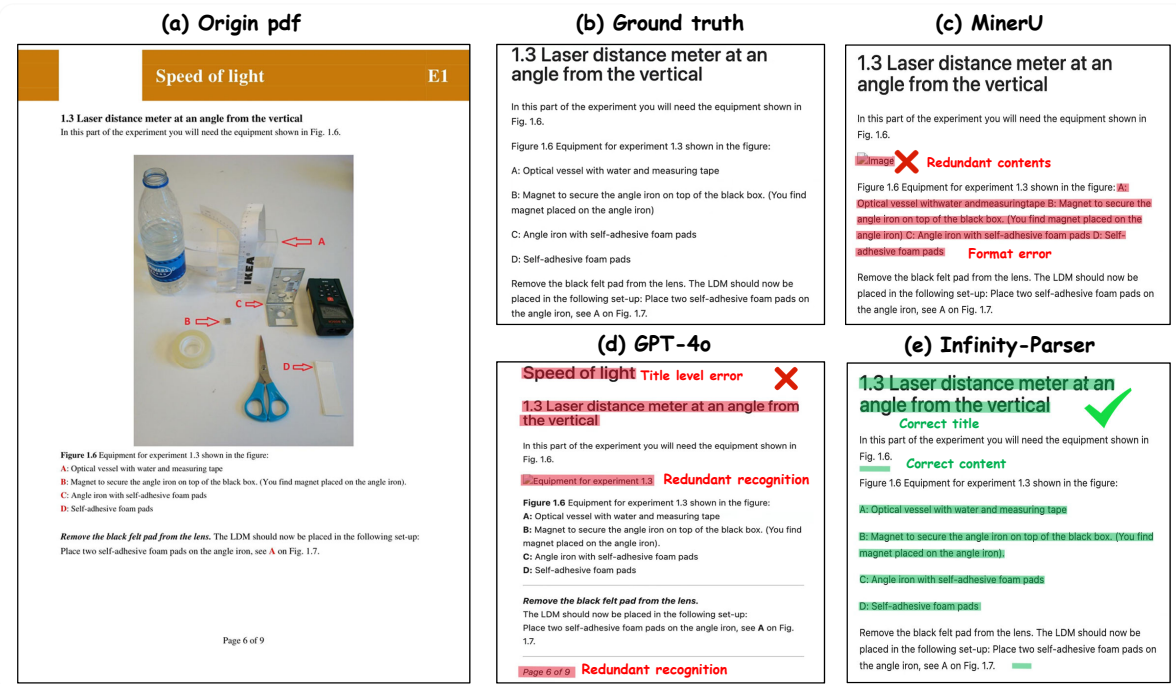 (a) Origin pdf
Speed of light E1
1.3 Laser distance meter at an angle from the vertical
In this part of the experiment you will need the equipment shown in Fig. 1.6.
A
IKEA
C
B
D
Figure 1.6 Equipment for experiment 1.3 shown in the figure:
A: Optical vessel with water and measuring tape
B: Magnet to secure the angle iron on top of the black box. (You find magnet placed on the angle iron).
C: Angle iron with self-adhesive foam pads
D: Self-adhesive foam pads
Remove the black felt pad from the lens. The LDM should now be placed in the following set-up:
Place two self-adhesive foam pads on the angle iron, see A on Fig. 1.7.
Page 6 of 9
(b) Ground truth
1.3 Laser distance meter at an
angle from the vertical
In this part of the experiment you will need the equipment shown in
Fig. 1.6.
Figure 1.6 Equipment for experiment 1.3 shown in the figure:
A: Optical vessel with water and measuring tape
B: Magnet to secure the angle iron on top of the black box. (You find
magnet placed on the angle iron)
C: Angle iron with self-adhesive foam pads
D: Self-adhesive foam pads
Remove the black felt pad from the lens. The LDM should now be
placed in the following set-up: Place two self-adhesive foam pads on
the angle iron, see A on Fig. 1.7.
(c) MinerU
1.3 Laser distance meter at an
angle from the vertical
In this part of the experiment you will need the equipment shown in
Fig. 1.6.
Image Redundant contents
Figure 1.6 Equipment for experiment 1.3 shown in the figure: A:
Optical vessel withwater andmeasuringtape B: Magnet to secure the
angle iron on top of the black box. (You find magnet placed on the
angle iron) C: Angle iron with self-adhesive foam pads D: Self-
adhesive foam pads Format error
Remove the black felt pad from the lens. The LDM should now be
placed in the following set-up: Place two self-adhesive foam pads on
the angle iron, see A on Fig. 1.7.
(d) GPT-4o
Speed of light Title level error
1.3 Laser distance meter at an angle from
the vertical
In this part of the experiment you will need the equipment shown in
Fig. 1.6.
Equipment for experiment 1.3 Redundant recognition
Figure 1.6 Equipment for experiment 1.3 shown in the figure:
A: Optical vessel with water and measuring tape
B: Magnet to secure the angle iron on top of the black box. (You find
magnet placed on the angle iron).
C: Angle iron with self-adhesive foam pads
D: Self-adhesive foam pads
Remove the black felt pad from the lens.
The LDM should now be placed in the following set-up:
Place two self-adhesive foam pads on the angle iron, see A on Fig.
1.7.
Page 6 of 9 Redundant recognition
(e) Infinity-Parser
1.3 Laser distance meter at an
angle from the vertical
Correct title
In this part of the experiment you will need the equipment shown in
Fig. 1.6.
Correct content
Figure 1.6 Equipment for experiment 1.3 shown in the figure:
A: Optical vessel with water and measuring tape
B: Magnet to secure the angle iron on top of the black box. (You find
magnet placed on the angle iron).
C: Angle iron with self-adhesive foam pads
D: Self-adhesive foam pads
Remove the black felt pad from the lens. The LDM should now be
placed in the following set-up: Place two self-adhesive foam pads on
the angle iron, see A on Fig. 1.7.